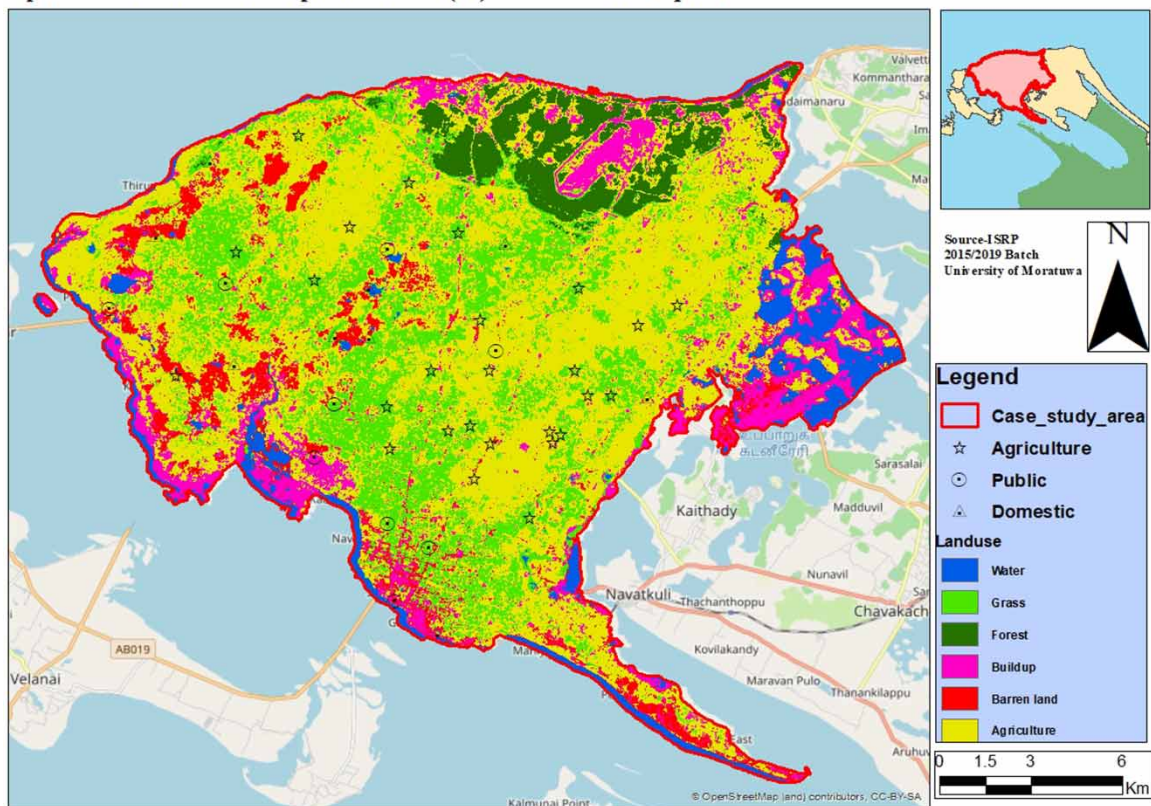 Valvetti
Kommanthara
daimanaru
Thiru
AB019
Velanai
Kaithady
Sarasalai
Madduvil
Navatkuli
Nunavil
Thachanthoppu
Chavakach
Kovilakandy
Maravan Pulo
Thanankilappu
East
Aruhuv
Kalmunai Point
© OpenStreetMap (and) contributors, CC-BY-SA
Source-ISRP
2015/2019 Batch
University of Moratuwa
N
Legend
Case_study_area
Agriculture
Public
Domestic
Landuse
Water
Grass
Forest
Buildup
Barren land
Agriculture
0 1.5 3 6
Km